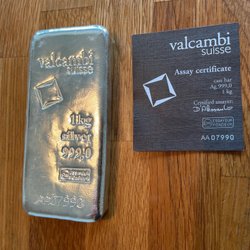 valcambi
suisse
1kg
silver
999.0
AA07990
valcambi
suisse
Assay certificate
cast bar
Ag 999.0
1 kg
Certified assayer:
AA07990